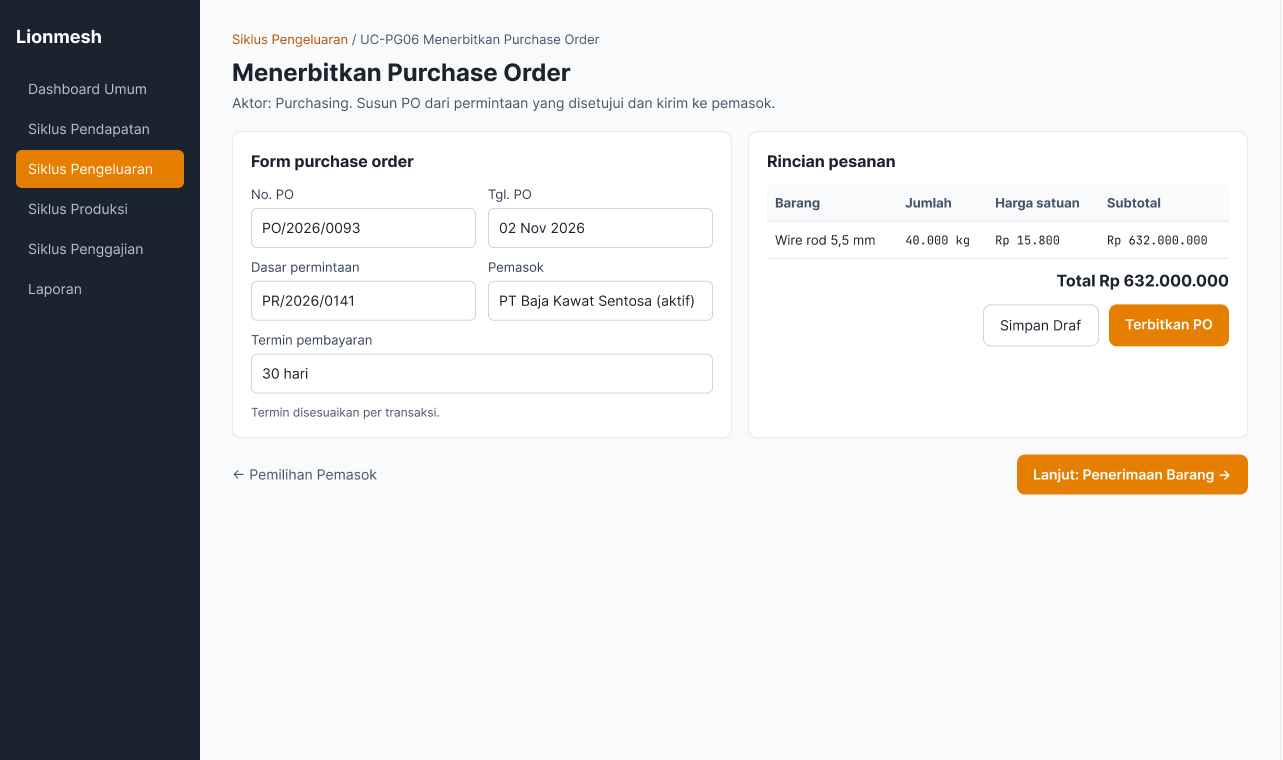 Lionmesh
Dashboard Umum
Siklus Pendapatan
Siklus Pengeluaran
Siklus Produksi
Siklus Penggajian
Laporan
Siklus Pengeluaran / UC-PG06 Menerbitkan Purchase Order
Menerbitkan Purchase Order
Aktor: Purchasing. Susun PO dari permintaan yang disetujui dan kirim ke pemasok.
Form purchase order
No. PO
Tgl. PO
PO/2026/0093
02 Nov 2026
Dasar permintaan
Pemasok
PR/2026/0141
PT Baja Kawat Sentosa (aktif)
Termin pembayaran
30 hari
Termin disesuaikan per transaksi.
Rincian pesanan
Barang Jumlah Harga satuan Subtotal
Wire rod 5,5 mm 40.000 kg Rp 15.800 Rp 632.000.000
Total Rp 632.000.000
Simpan Draf
Terbitkan PO
← Pemilihan Pemasok
Lanjut: Penerimaan Barang →